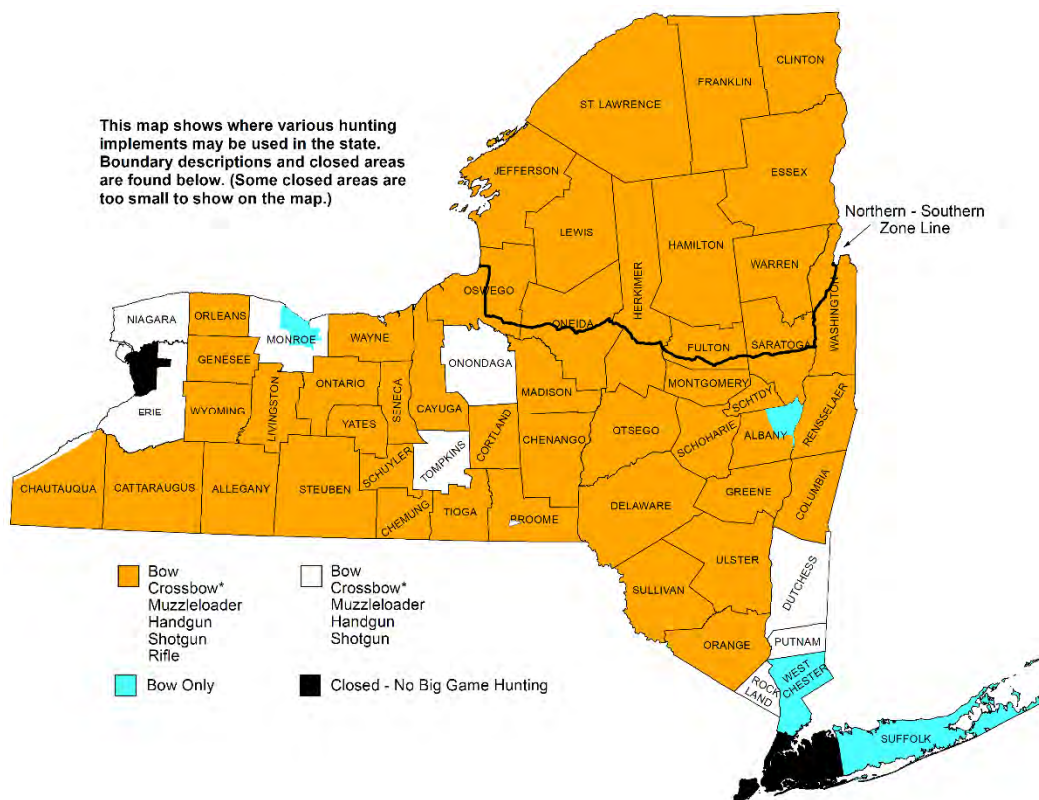 CLINTON
FRANKLIN
ST. LAWRENCE
This map shows where various hunting
implements may be used in the state.
Boundary descriptions and closed areas
are found below. (Some closed areas are
too small to show on the map.)
JEFFERSON
ESSEX
Northern - Southern
Zone Line
LEWIS
HAMILTON
HERKIMER
WARREN
WASHINGTON
OSWEGO
ONEIDA
NIAGARA
ORLEANS
MONROE
WAYNE
FULTON
SARATOGA
GENESEE
ONONDAGA
MADISON
MONTGOMERY
SCHTDY
ONTARIO
SENECA
CAYUGA
ERIE
WYOMING
LIVINGSTON
YATES
CORTLAND
CHENANGO
OTSEGO
SCHOHARIE
ALBANY
RENSSELAER
TOMPKINS
SCHUYLER
CHAUTAUQUA
CATTARAUGUS
ALLEGANY
STEUBEN
CHEMUNG
TIOGA
BROOME
DELAWARE
GREENE
COLUMBIA
ULSTER
SULLIVAN
DUTCHESS
ORANGE
PUTNAM
ROCK
LAND
WEST
CHESTER
SUFFOLK
Bow
Crossbow*
Muzzleloader
Handgun
Shotgun
Rifle
Bow
Crossbow*
Muzzleloader
Handgun
Shotgun
Bow Only
Closed - No Big Game Hunting